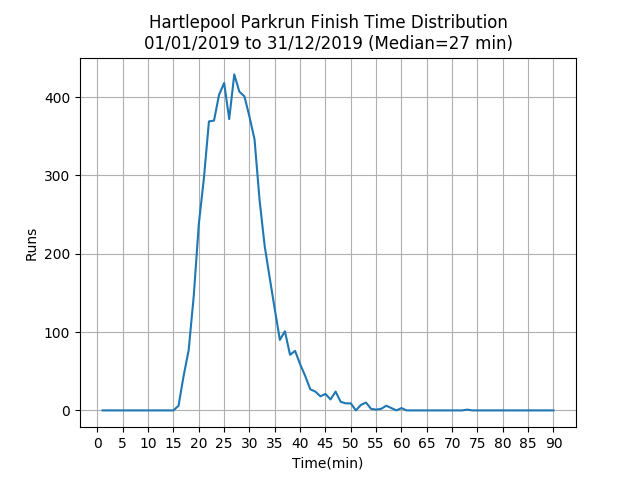 Hartlepool Parkrun Finish Time Distribution
01/01/2019 to 31/12/2019 (Median=27 min)
400
300
200
100
0
Runs
0 5 10 15 20 25 30 35 40 45 50 55 60 65 70 75 80 85 90
Time(min)